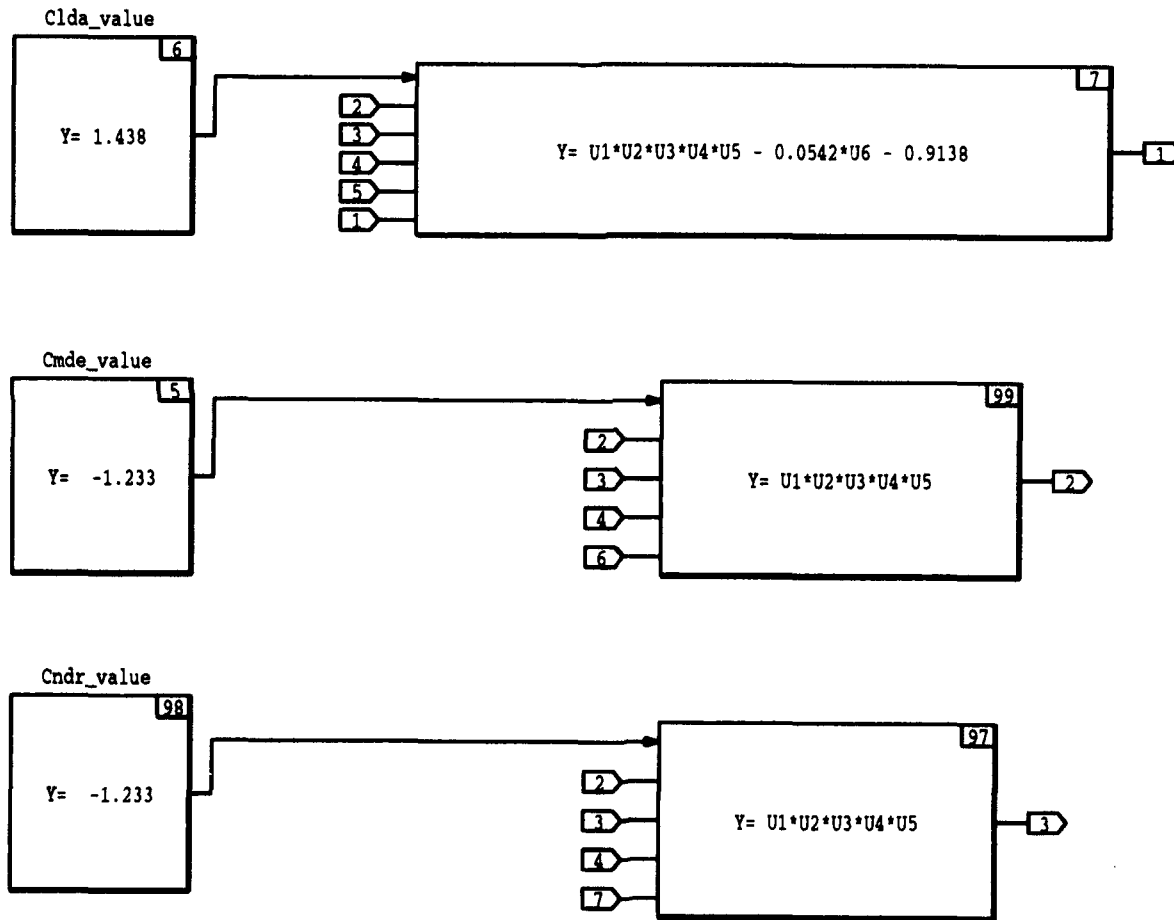 Clda_value
6
Y= 1.438
7
2
3
4
5
1
Y= U1*U2*U3*U4*U5 - 0.0542*U6 - 0.9138
1
Cmde_value
5
Y= -1.233
99
2
3
4
6
Y= U1*U2*U3*U4*U5
2
Cndr_value
98
Y= -1.233
97
2
3
4
7
Y= U1*U2*U3*U4*U5
3